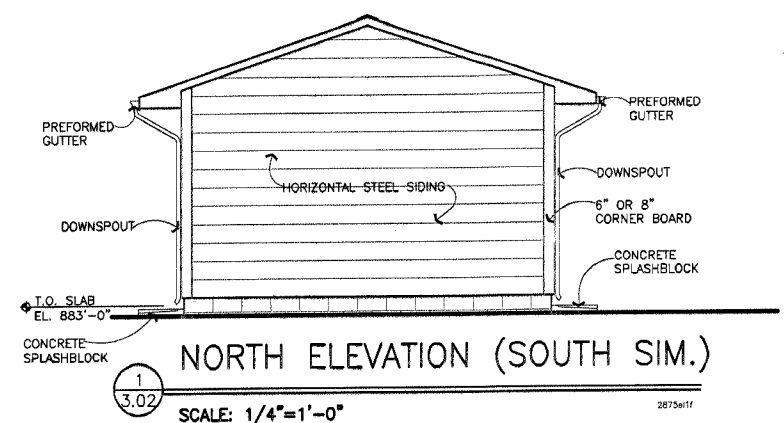 PREFORMED
GUTTER
PREFORMED
GUTTER
HORIZONTAL STEEL SIDING
DOWNSPOUT
DOWNSPOUT
6" OR 8"
CORNER BOARD
CONCRETE
SPLASHBLOCK
T.O. SLAB
EL. 883'-0"
CONCRETE
SPLASHBLOCK
1
3.02
NORTH ELEVATION (SOUTH SIM.)
SCALE: 1/4"=1'-0"